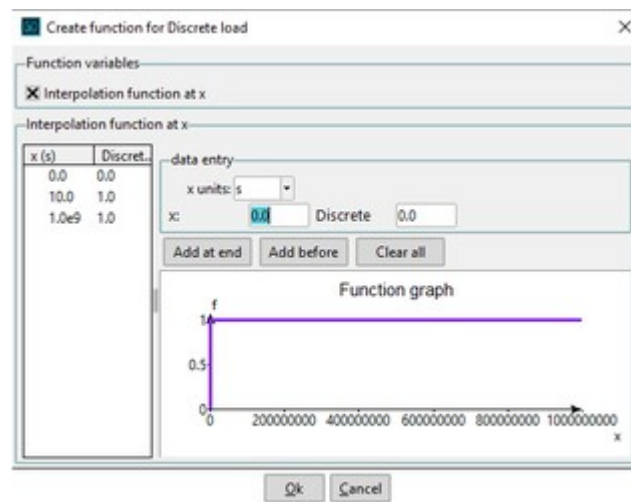 Create function for Discrete load
Function variables
Interpolation function at x
Interpolation function at x
x (s) Discret..
0.0 0.0
10.0 1.0
1.0e9 1.0
data entry
x units: s
x: 0.0 Discrete 0.0
Add at end Add before Clear all
Function graph
f
1
0.5
0
0 200000000 400000000 600000000 800000000 1000000000
x
Ok Cancel